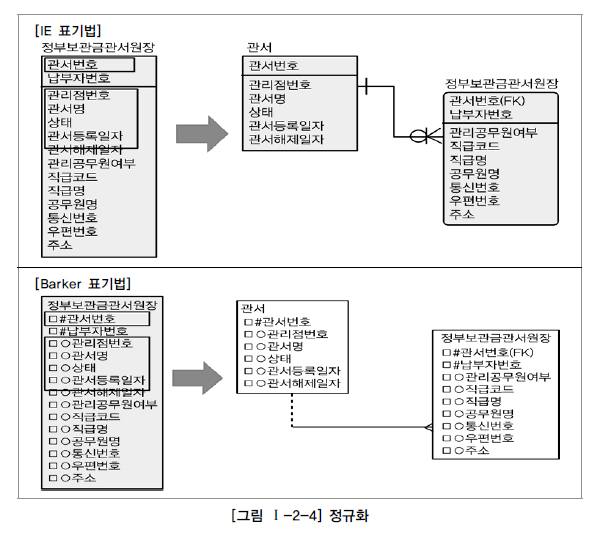 [IE 표기법]
정부보관금관서원장
관서번호
납부자번호
관리점번호
관서명
상태
관서등록일자
관서해제일자
관리공무원여부
직급코드
직급명
공무원명
통신번호
우편번호
주소
관서
관서번호
관리점번호
관서명
상태
관서등록일자
관서해제일자
정부보관금관서원장
관서번호(FK)
납부자번호
관리공무원여부
직급코드
직급명
공무원명
통신번호
우편번호
주소
[Barker 표기법]
정부보관금관서원장
□ #관서번호
□ #납부자번호
□ ○관리점번호
□ ○관서명
□ ○상태
□ ○관서등록일자
□ ○관서해제일자
□ ○관리공무원여부
□ ○직급코드
□ ○직급명
□ ○공무원명
□ ○통신번호
□ ○우편번호
□ ○주소
관서
□ #관서번호
□ ○관리점번호
□ ○관서명
□ ○상태
□ ○관서등록일자
□ ○관서해제일자
정부보관금관서원장
□ #관서번호(FK)
□ #납부자번호
□ ○관리공무원여부
□ ○직급코드
□ ○직급명
□ ○공무원명
□ ○통신번호
□ ○우편번호
□ ○주소
[그림 Ⅰ-2-4] 정규화